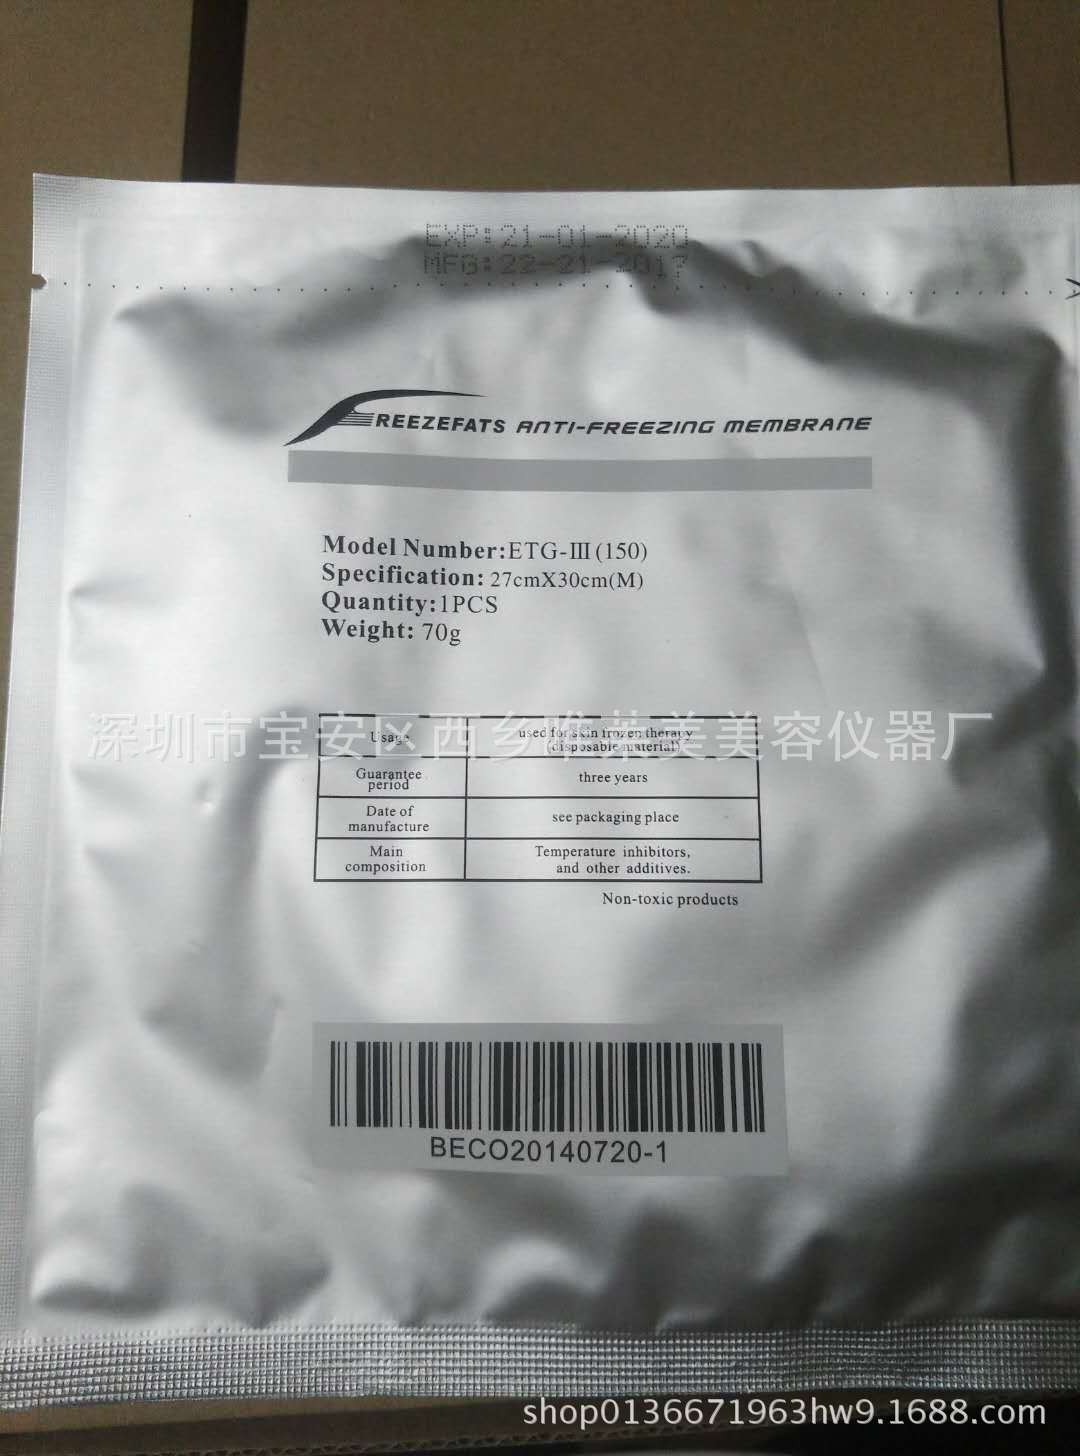 EXP:21-01-2020
MFG:22-21-2017
FREEZEFATS ANTI-FREEZING MEMBRANE
Model Number:ETG-III(150)
Specification: 27cmX30cm(M)
Quantity:1PCS
Weight: 70g
深圳市宝安区西乡唯莱美美容仪器厂
Usage
used for skin frozen therapy
(disposable material)
Guarantee
period
three years
Date of
manufacture
see packaging place
Main
composition
Temperature inhibitors,
and other additives.
Non-toxic products
BECO20140720-1
shop0136671963hw9.1688.com